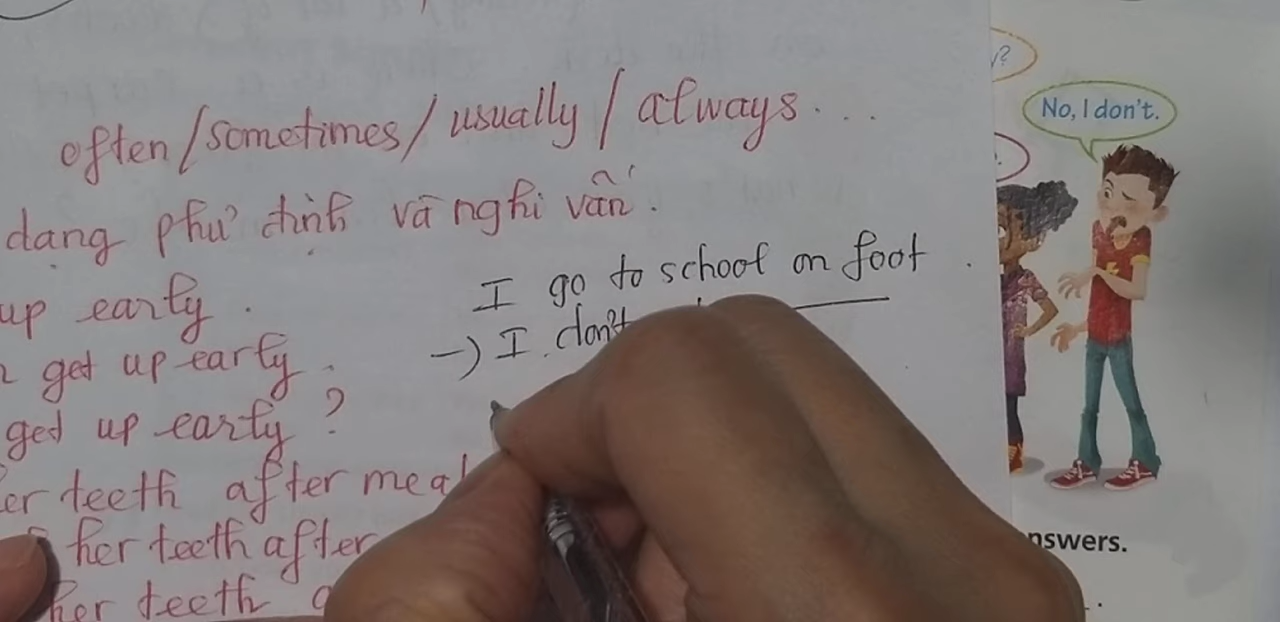 often/sometimes/usually/always...
dạng phủ định và nghi vấn.
I go to school on foot.
up early.
→ I don't
get up early.
get up early?
teeth after meal
her teeth after
her teeth
No, I don't.
?
nswers.